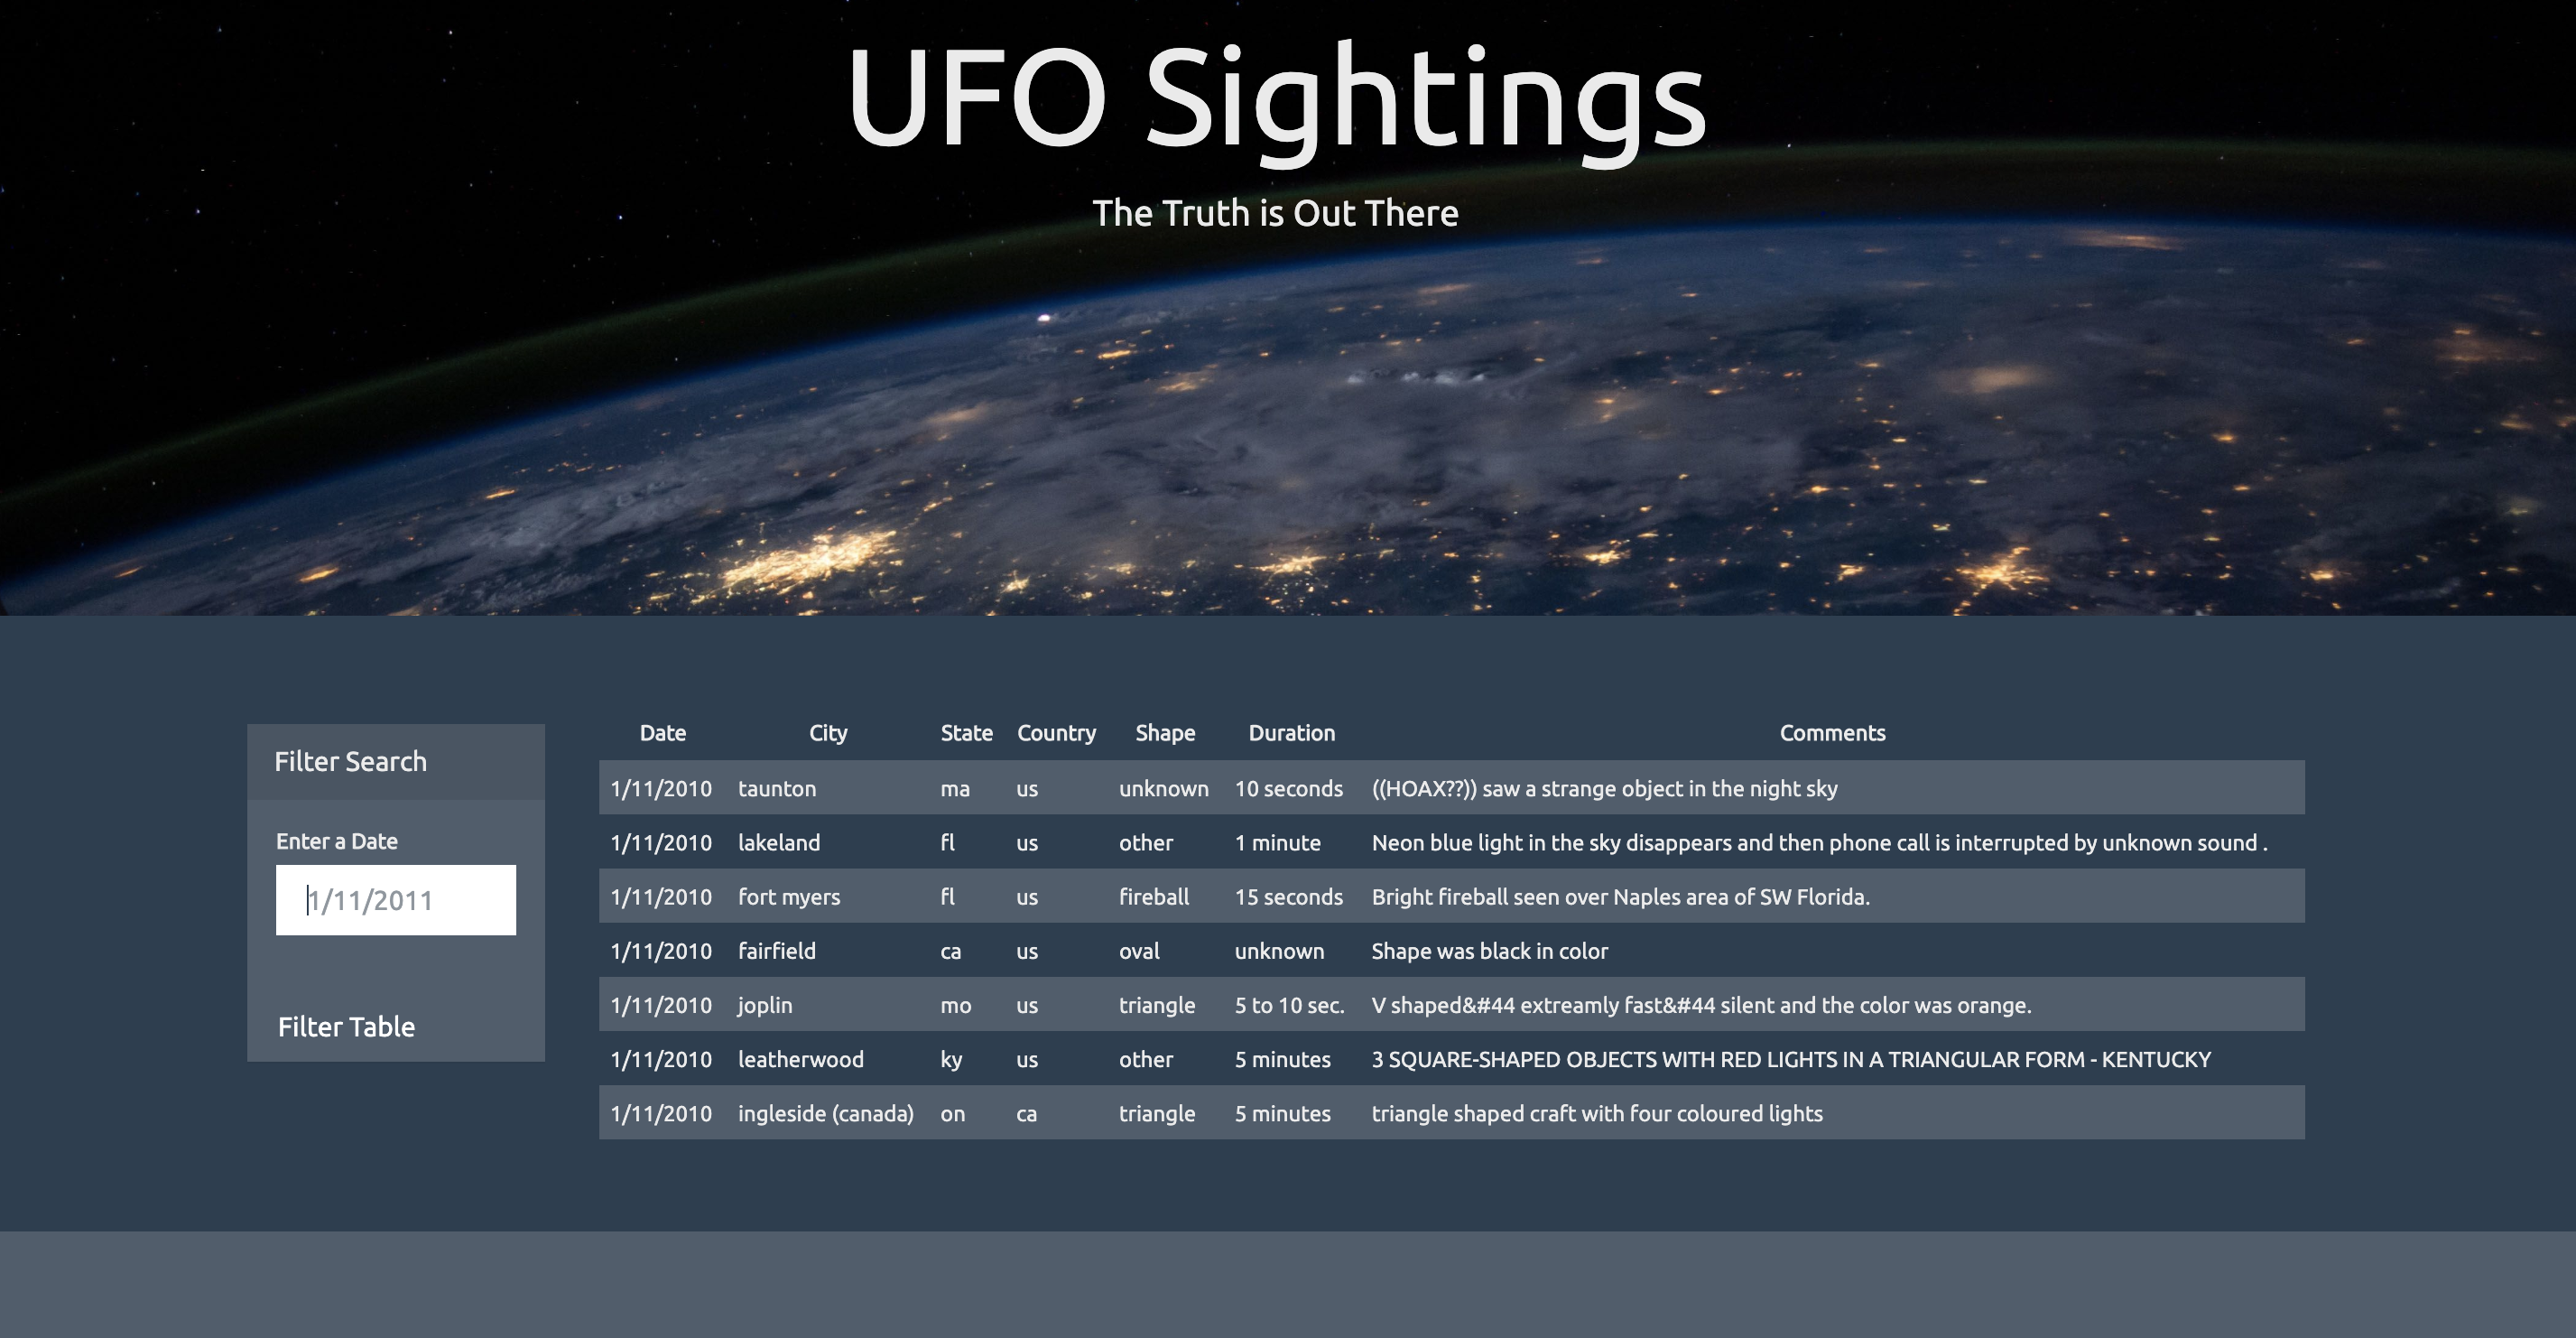 UFO Sightings
The Truth is Out There
Filter Search
Enter a Date
1/11/2011
Filter Table
Date City State Country Shape Duration Comments
1/11/2010 taunton ma us unknown 10 seconds ((HOAX??)) saw a strange object in the night sky
1/11/2010 lakeland fl us other 1 minute Neon blue light in the sky disappears and then phone call is interrupted by unknown sound .
1/11/2010 fort myers fl us fireball 15 seconds Bright fireball seen over Naples area of SW Florida.
1/11/2010 fairfield ca us oval unknown Shape was black in color
1/11/2010 joplin mo us triangle 5 to 10 sec. V shaped&#44 extreamly fast&#44 silent and the color was orange.
1/11/2010 leatherwood ky us other 5 minutes 3 SQUARE-SHAPED OBJECTS WITH RED LIGHTS IN A TRIANGULAR FORM - KENTUCKY
1/11/2010 ingleside (canada) on ca triangle 5 minutes triangle shaped craft with four coloured lights